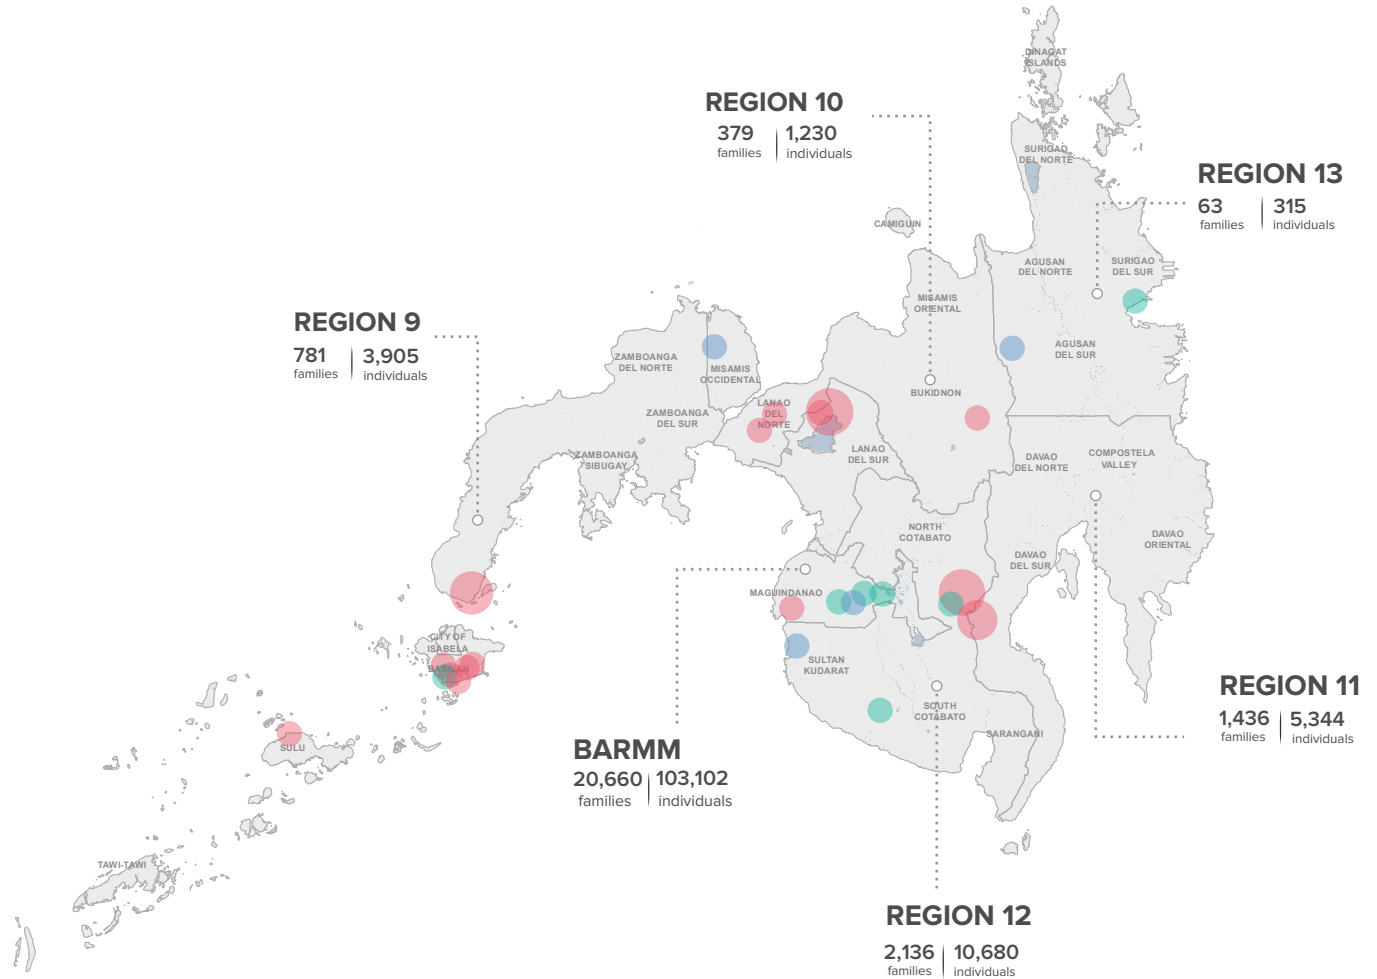 DINAGAT
ISLANDS
REGION 10
379 | 1,230
families individuals
SURIGAO
DEL NORTE
REGION 13
63 | 315
families individuals
CAMIGUIN
AGUSAN
DEL NORTE
SURIGAO
DEL SUR
MISAMIS
ORIENTAL
REGION 9
781 | 3,905
families individuals
ZAMBOANGA
DEL NORTE
MISAMIS
OCCIDENTAL
AGUSAN
DEL SUR
BUKIDNON
LANAO
DEL
NORTE
ZAMBOANGA
DEL SUR
ZAMBOANGA
SIBUGAY
LANAO
DEL SUR
DAVAO
DEL NORTE
COMPOSTELA
VALLEY
NORTH
COTABATO
DAVAO
ORIENTAL
DAVAO
DEL SUR
MAGUINDANAO
CITY OF
ISABELA
BASILAN
SULTAN
KUDARAT
REGION 11
1,436 | 5,344
families individuals
SOUTH
COTABATO
SARANGANI
SULU
BARMM
20,660 | 103,102
families individuals
TAWI-TAWI
REGION 12
2,136 | 10,680
families individuals